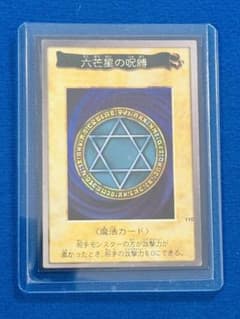 六芒星の呪縛
〈魔法カード〉
相手モンスターの方が攻撃力が
高かったとき、相手の攻撃力を0にできる。